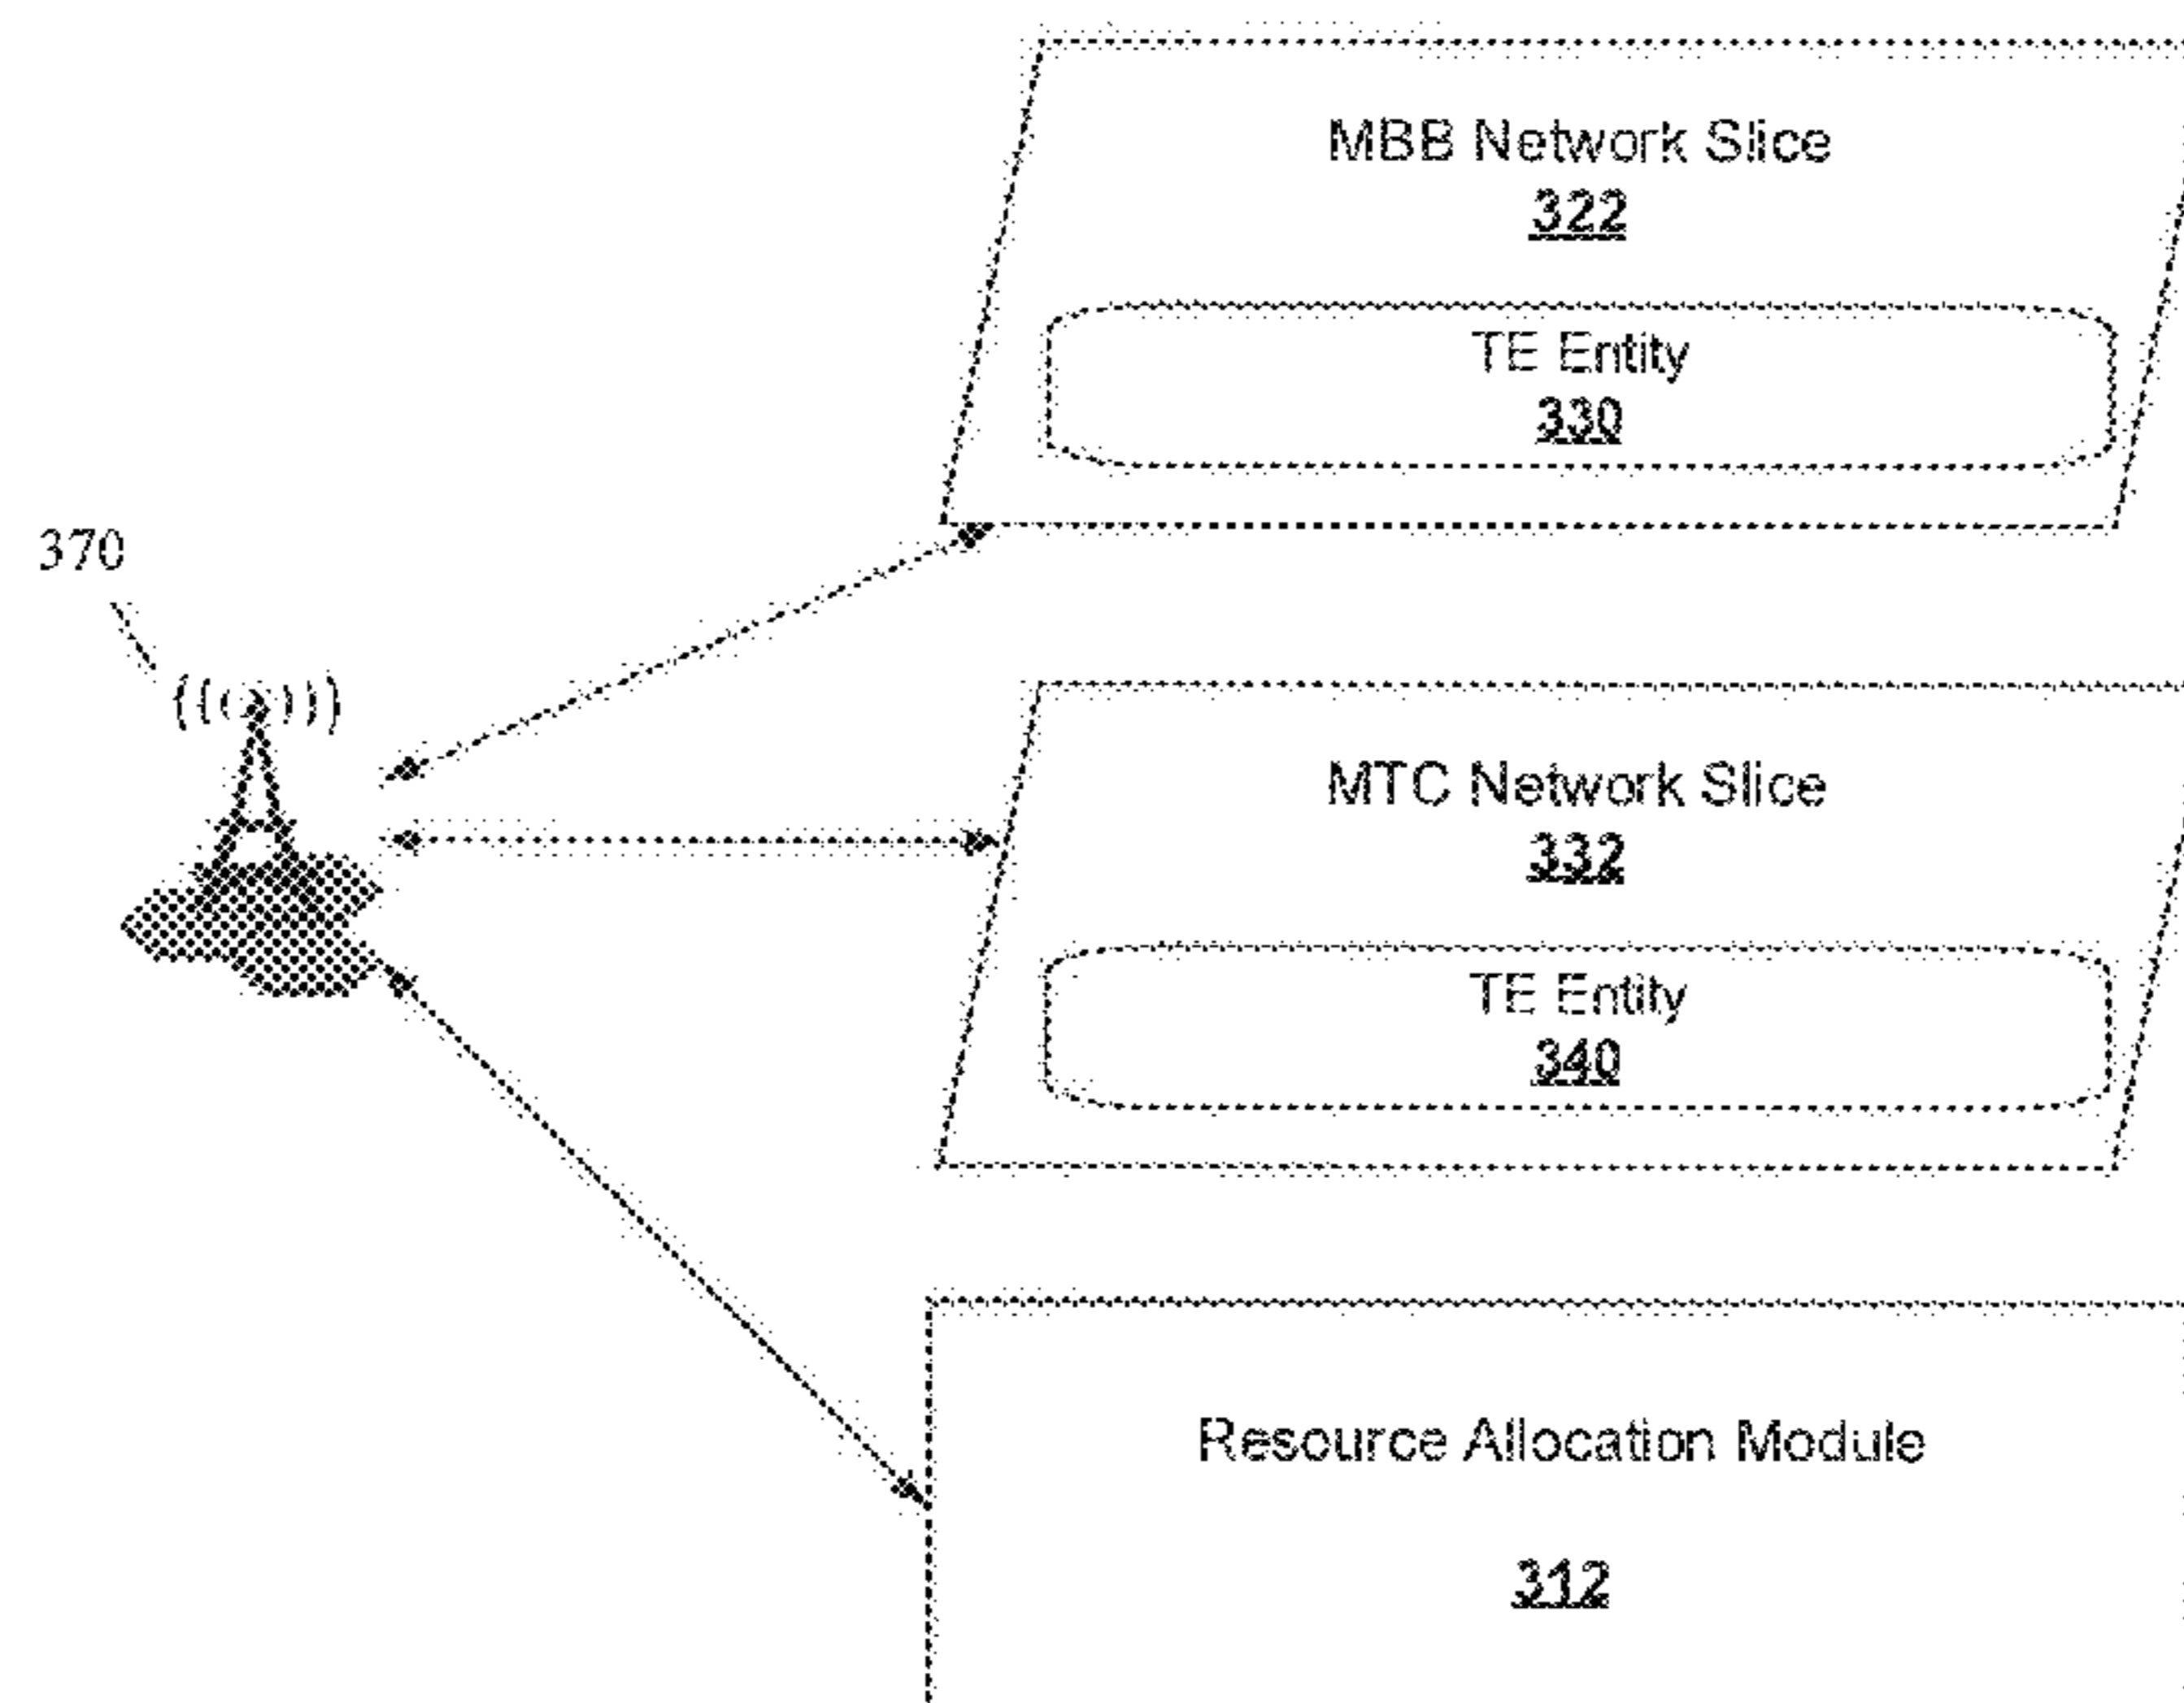 MBB Network Slice
322
TE Entity
330
370
MTC Network Slice
332
TE Entity
340
Resource Allocation Module
312